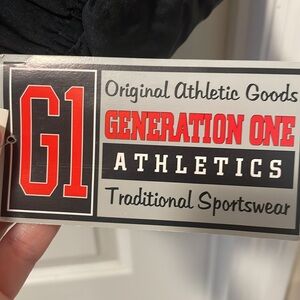 G1
Original Athletic Goods
GENERATION ONE
ATHLETICS
Traditional Sportswear